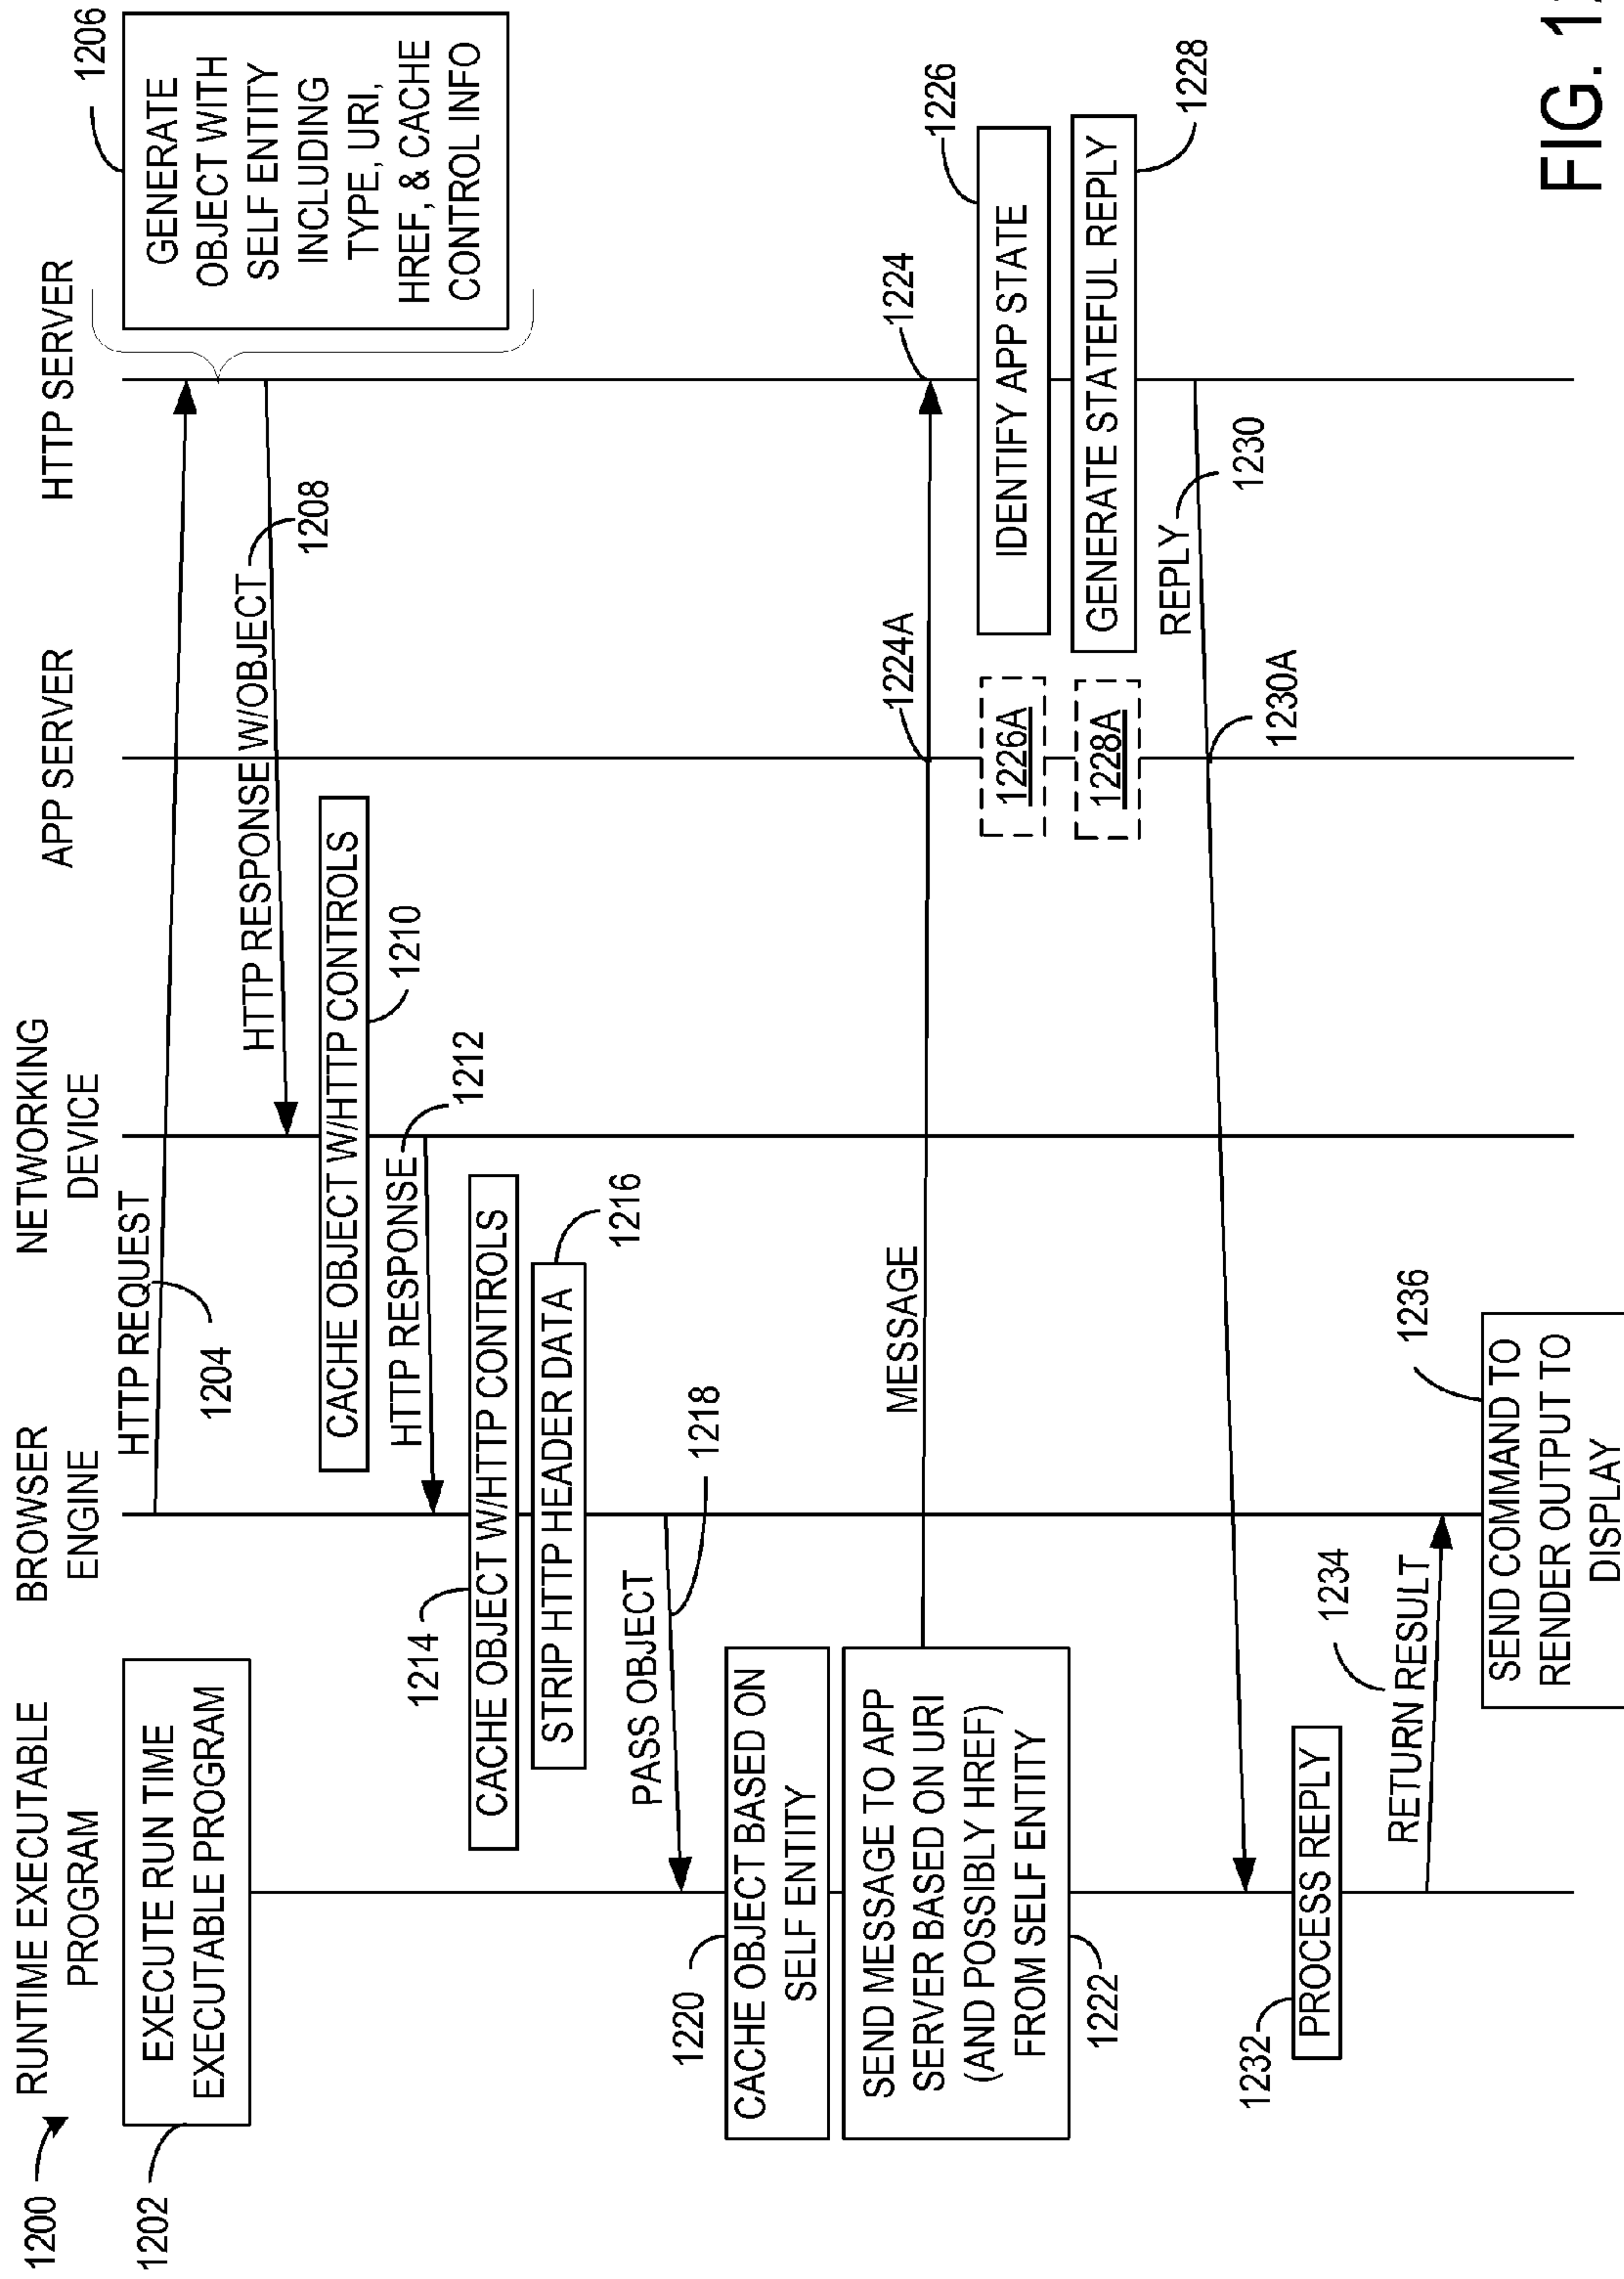 1200
RUNTIME EXECUTABLE
PROGRAM
BROWSER
ENGINE
NETWORKING
DEVICE
APP SERVER
HTTP SERVER
1202
EXECUTE RUN TIME
EXECUTABLE PROGRAM
HTTP REQUEST
1204
1206
GENERATE
OBJECT WITH
SELF ENTITY
INCLUDING
TYPE, URI,
HREF, & CACHE
CONTROL INFO
HTTP RESPONSE W/OBJECT
1208
CACHE OBJECT W/HTTP CONTROLS
1210
HTTP RESPONSE
1212
1214
CACHE OBJECT W/HTTP CONTROLS
STRIP HTTP HEADER DATA
1216
PASS OBJECT
1218
1220
CACHE OBJECT BASED ON
SELF ENTITY
SEND MESSAGE TO APP
SERVER BASED ON URI
(AND POSSIBLY HREF)
FROM SELF ENTITY
1222
MESSAGE
1224A
1224
1226A
IDENTIFY APP STATE
1226
1228A
GENERATE STATEFUL REPLY
1228
REPLY
1230
1230A
1232
PROCESS REPLY
1234
RETURN RESULT
1236
SEND COMMAND TO
RENDER OUTPUT TO
DISPLAY
FIG.